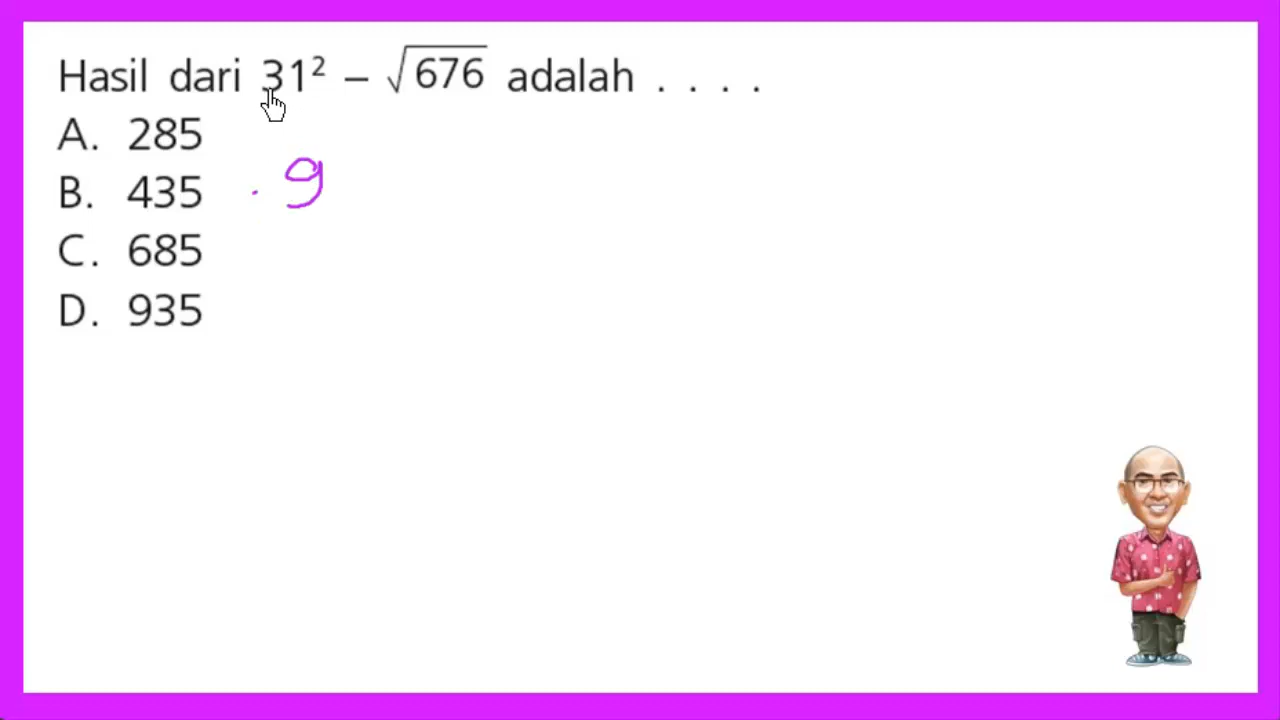 Hasil dari 31² – √676 adalah . . . .
A. 285
B. 435 . 9
C. 685
D. 935